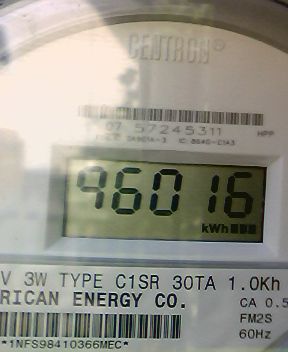 CENTRON®
07 57245311 HPP
96016
kWh
V 3W TYPE C1SR 30TA 1.0Kh
RICAN ENERGY CO. CA 0.5
FM2S
*1NFS98410366MEC* 60Hz